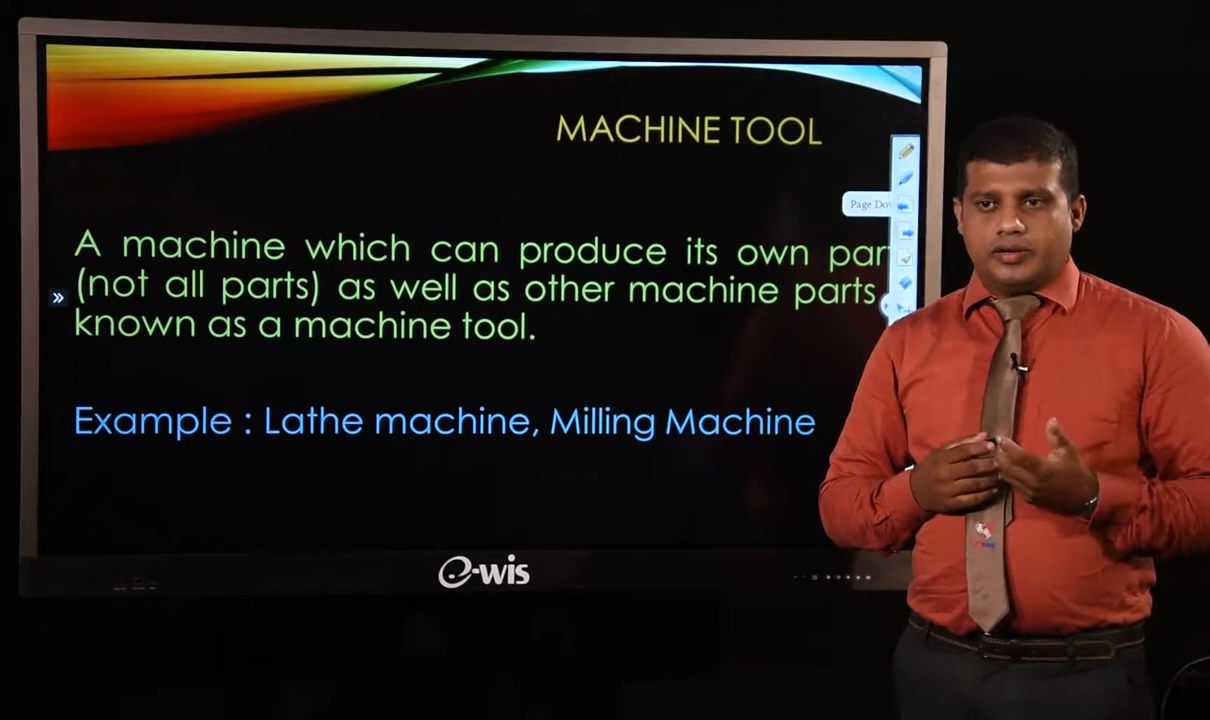 MACHINE TOOL
Page Do
A machine which can produce its own par
(not all parts) as well as other machine parts
known as a machine tool.
Example : Lathe machine, Milling Machine
e-wis